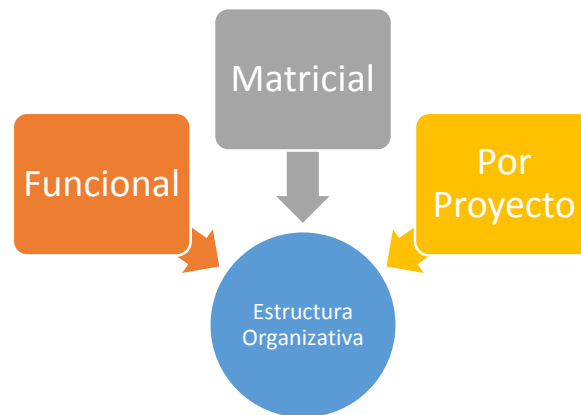 Matricial
Funcional
Por
Proyecto
Estructura
Organizativa